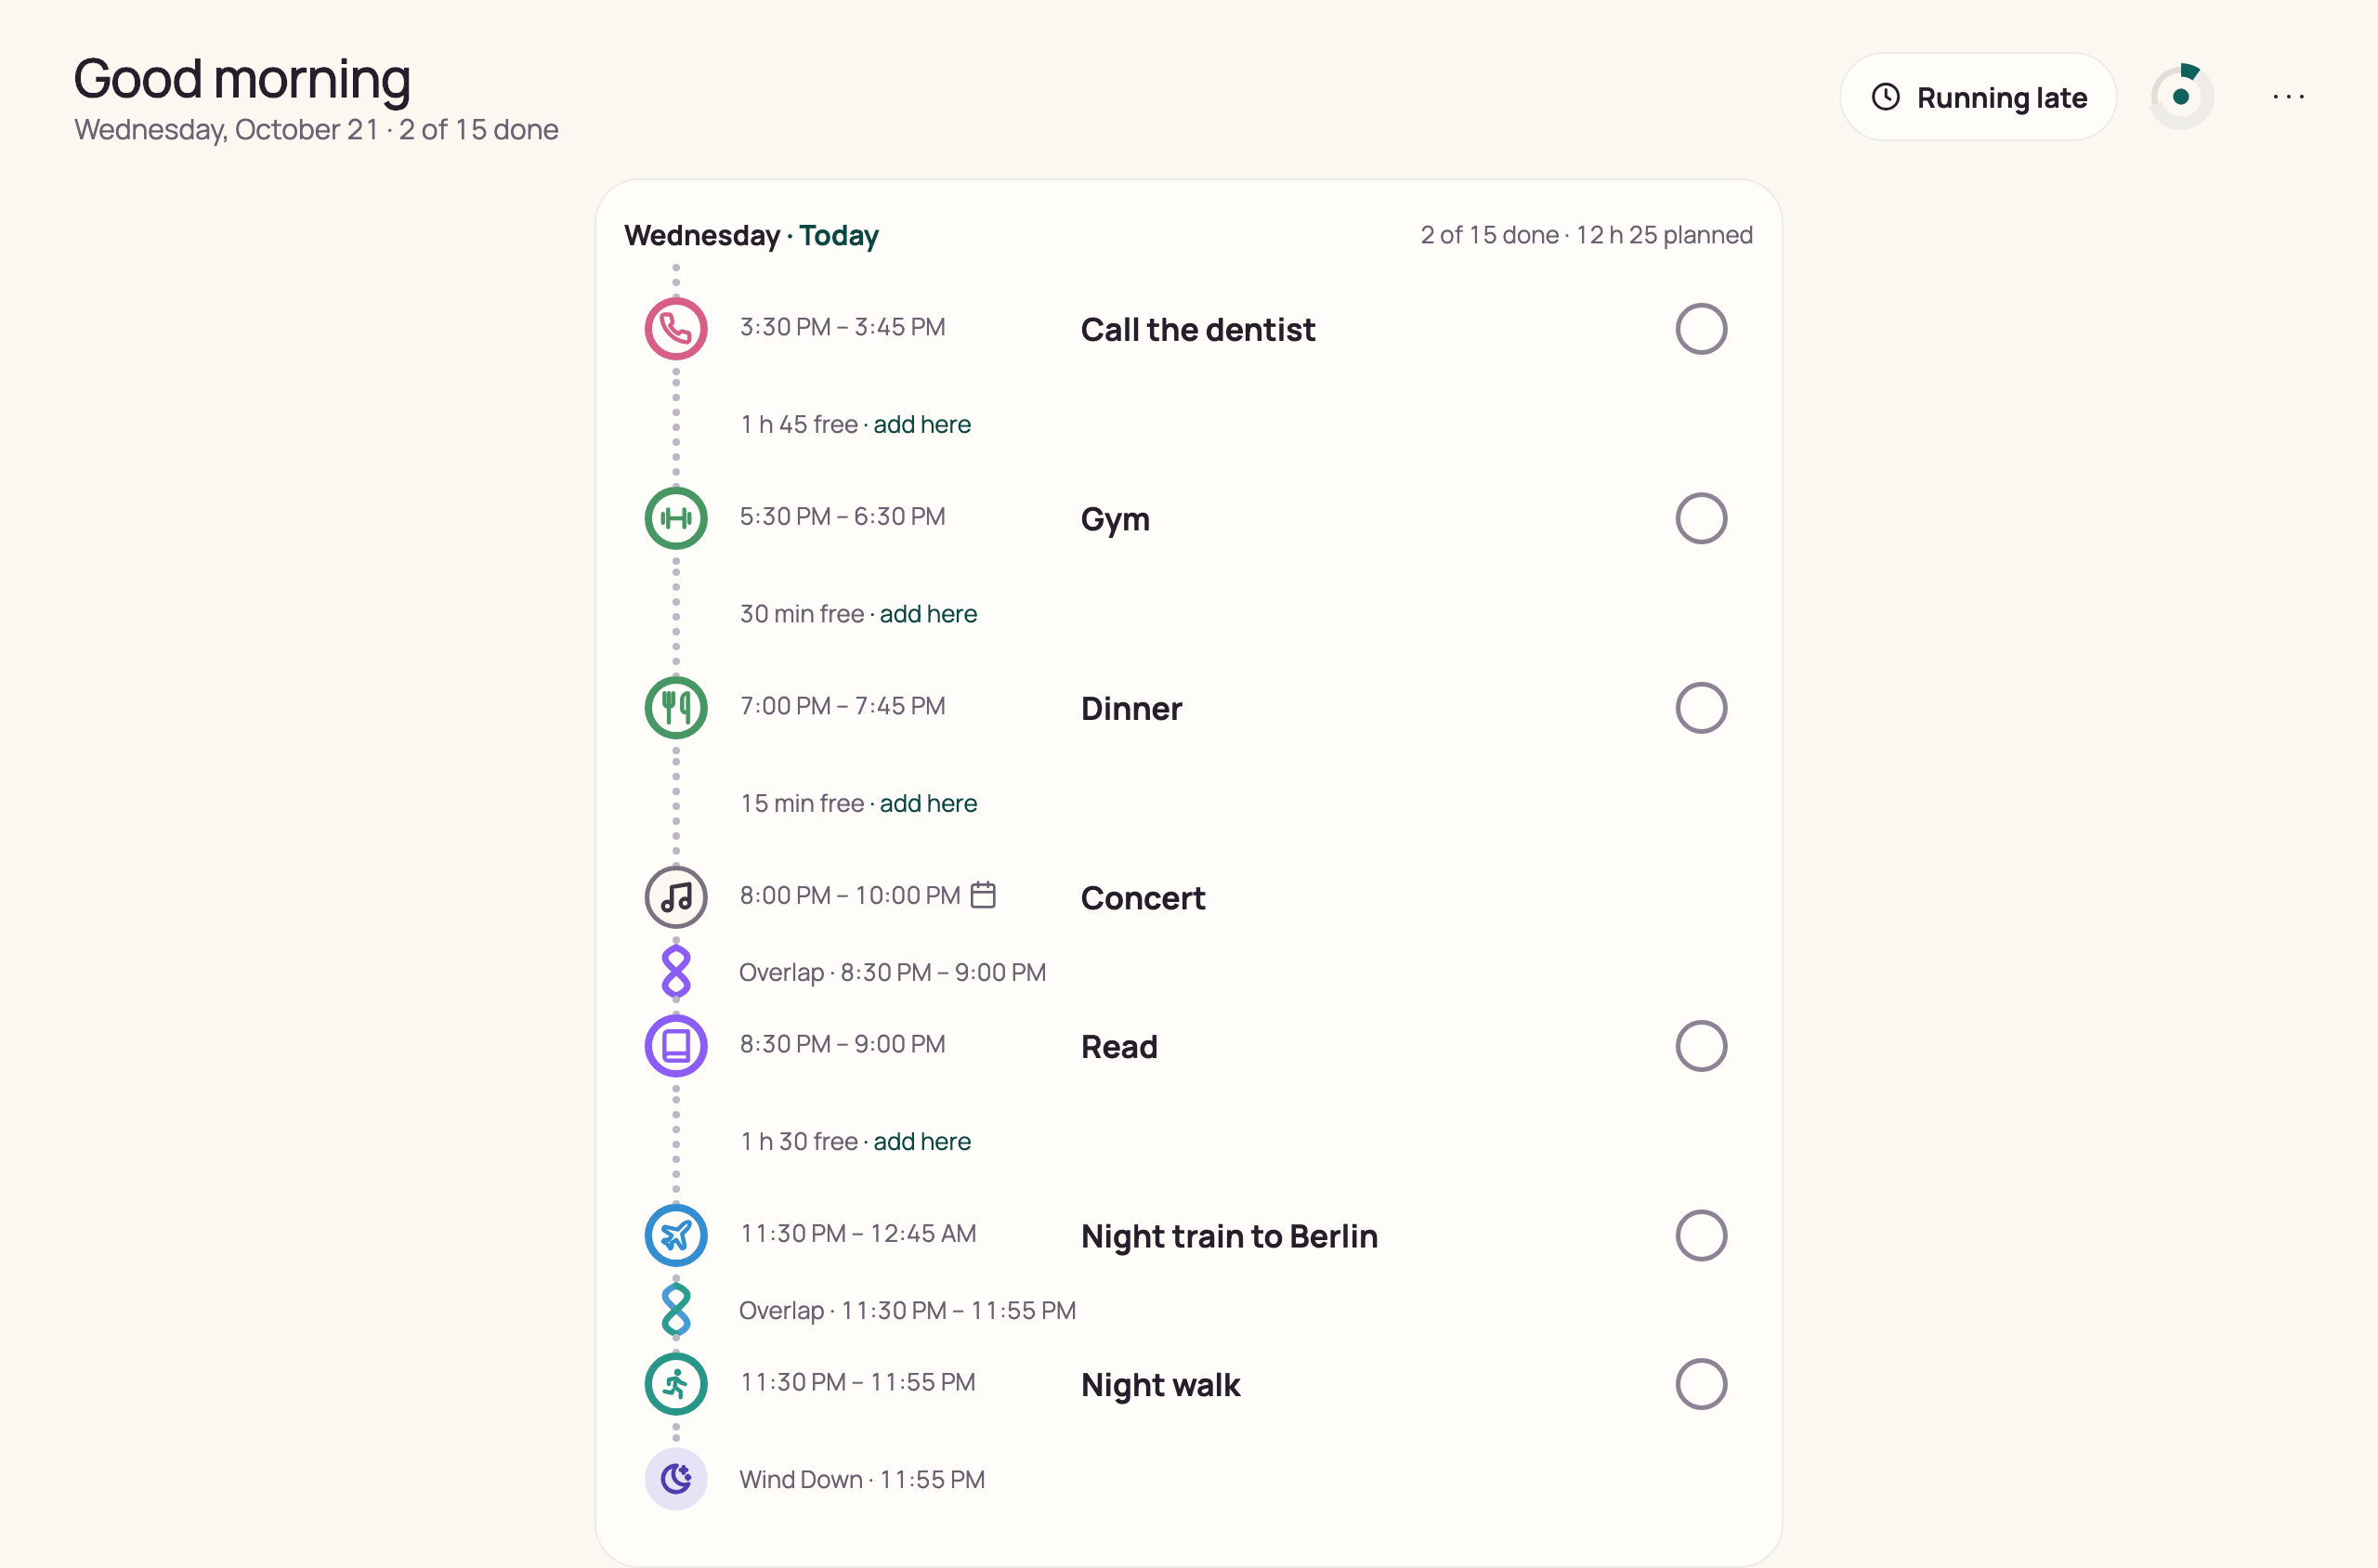 Good morning
Wednesday, October 21 · 2 of 15 done
Running late
Wednesday · Today
2 of 15 done · 12 h 25 planned
3:30 PM – 3:45 PM
Call the dentist
1 h 45 free · add here
5:30 PM – 6:30 PM
Gym
30 min free · add here
7:00 PM – 7:45 PM
Dinner
15 min free · add here
8:00 PM – 10:00 PM
Concert
Overlap · 8:30 PM – 9:00 PM
8:30 PM – 9:00 PM
Read
1 h 30 free · add here
11:30 PM – 12:45 AM
Night train to Berlin
Overlap · 11:30 PM – 11:55 PM
11:30 PM – 11:55 PM
Night walk
Wind Down · 11:55 PM